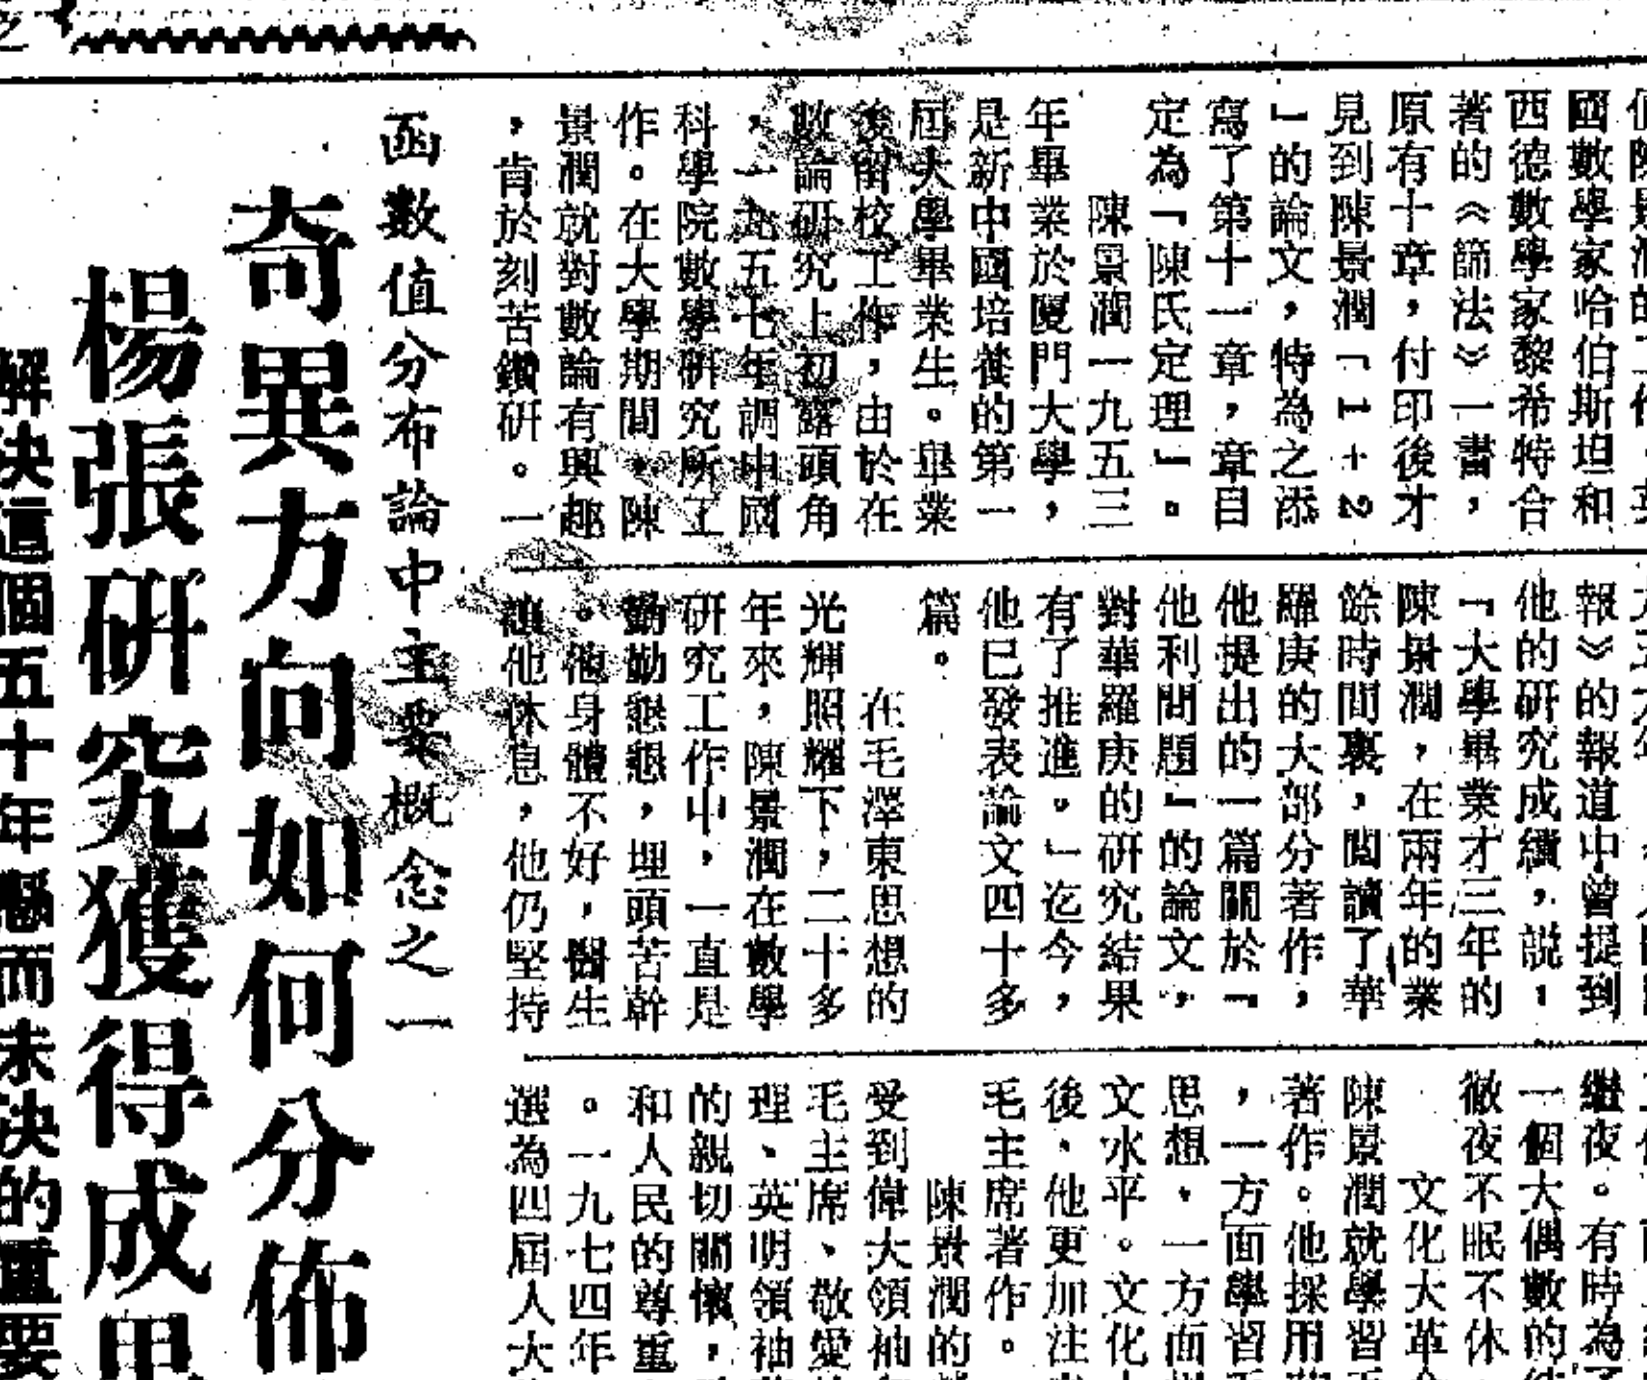 國數學家哈伯斯坦和
西德數學家黎希特合
著的《篩法》一書，
原有十章，付印後才
見到陳景潤「1+2
」的論文，特為之添
寫了第十一章，章目
定為「陳氏定理」。
陳景潤一九五三
年畢業於廈門大學，
是新中國培養的第一
屆大學畢業生。畢業
後留校工作，由於在
數論研究上初露頭角
，一九五七年調中國
科學院數學研究所工
作。在大學期間，陳
景潤就對數論有興趣
，肯於刻苦鑽研。一
報》的報道中曾提到
他的研究成績，説：
「大學畢業才三年的
陳景潤，在兩年的業
餘時間裏，閱讀了華
羅庚的大部分著作，
他提出的一篇關於「
他利問題」的論文，
對華羅庚的研究結果
有了推進。」迄今，
他已發表論文四十多
篇。
在毛澤東思想的
光輝照耀下，二十多
年來，陳景潤在數學
研究工作中，一直是
勤勤懇懇，埋頭苦幹
。他身體不好，醫生
讓他休息，他仍堅持
繼夜。有時為
一個大偶數的
徹夜不眠不休
文化大革
陳景潤就學習
著作。他採用
，一方面學習
思想，一方面
文水平。文化
後，他更加注
毛主席著作。
陳景潤的
受到偉大領袖
毛主席、敬愛
理、英明領袖
的親切關懷，
和人民的尊重
。一九七四年
選為四屆人大
函數值分布論中主要概念之一
奇異方向如何分佈
楊張研究獲得成果
解決這個五十年懸而未決的重要